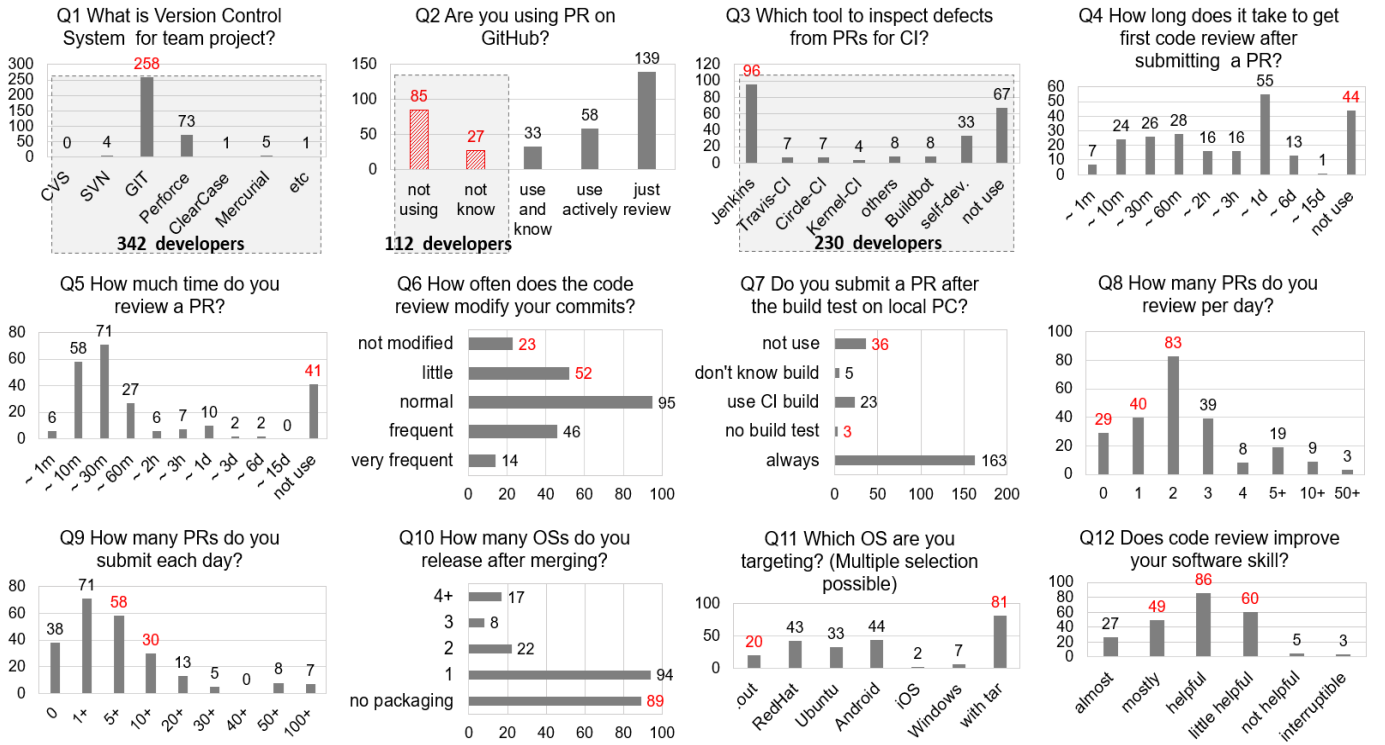 Q1 What is Version Control
System for team project?
300
250
200
150
100
50
0
0
4
258
73
1
5
1
CVS
SVN
GIT
Perforce
ClearCase
Mercurial
etc
342 developers
Q2 Are you using PR on
GitHub?
150
100
50
0
85
27
33
58
139
not
using
not
know
use
and
know
use
actively
just
review
112 developers
Q3 Which tool to inspect defects
from PRs for CI?
120
100
80
60
40
20
0
96
7
7
4
8
8
33
67
Jenkins
Travis-CI
Circle-CI
Kernel-CI
others
Buildbot
self-dev.
not use
230 developers
Q4 How long does it take to get
first code review after
submitting a PR?
60
50
40
30
20
10
0
7
24
26
28
16
16
55
13
1
44
~ 1m
~ 10m
~ 30m
~ 60m
~ 2h
~ 3h
~ 1d
~ 6d
~ 15d
not use
Q5 How much time do you
review a PR?
80
60
40
20
0
6
58
71
27
6
7
10
2
2
0
41
~ 1m
~ 10m
~ 30m
~ 60m
~ 2h
~ 3h
~ 1d
~ 3d
~ 6d
~ 15d
not use
Q6 How often does the code
review modify your commits?
not modified 23
little 52
normal 95
frequent 46
very frequent 14
0 20 40 60 80 100
Q7 Do you submit a PR after
the build test on local PC?
not use 36
don't know build 5
use CI build 23
no build test 3
always 163
0 50 100 150 200
Q8 How many PRs do you
review per day?
100
80
60
40
20
0
29
40
83
39
8
19
9
3
0 1 2 3 4 5+ 10+ 50+
Q9 How many PRs do you
submit each day?
80
60
40
20
0
38
71
58
30
13
5
0
8
7
0
1+
5+
10+
20+
30+
40+
50+
100+
Q10 How many OSs do you
release after merging?
4+ 17
3 8
2 22
1 94
no packaging 89
0 20 40 60 80 100
Q11 Which OS are you
targeting? (Multiple selection
possible)
100
50
0
20
43
33
44
2
7
81
.out
RedHat
Ubuntu
Android
iOS
Windows
with tar
Q12 Does code review improve
your software skill?
100
80
60
40
20
0
27
49
86
60
5
3
almost
mostly
helpful
little helpful
not helpful
interruptible